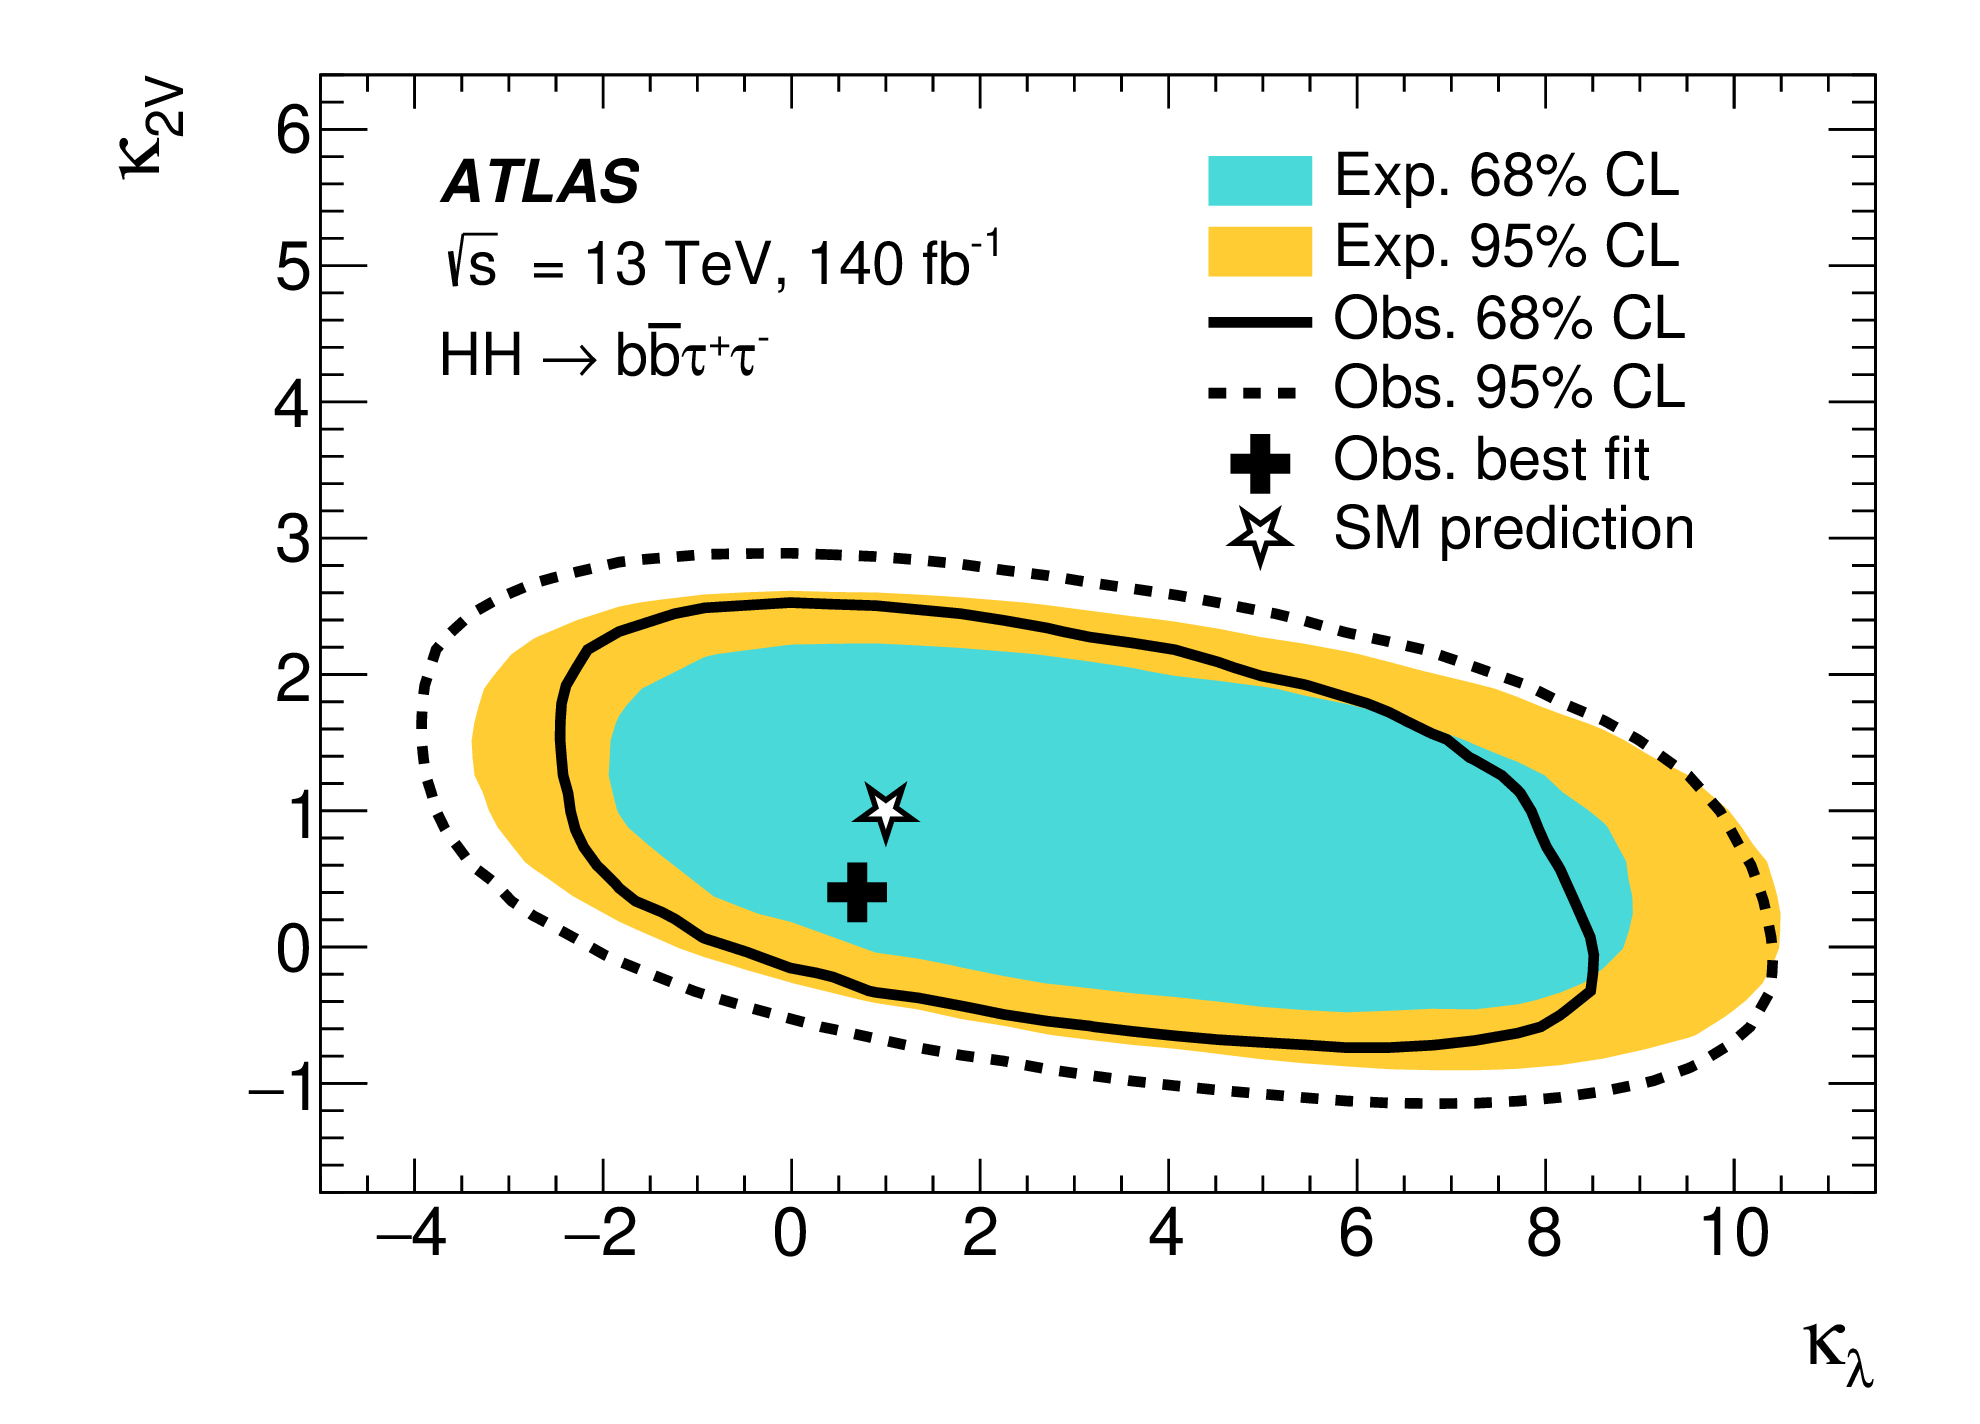 κ2V
6
5
4
3
2
1
0
−1
ATLAS
√s = 13 TeV, 140 fb-1
HH → bb̅τ+τ-
Exp. 68% CL
Exp. 95% CL
Obs. 68% CL
Obs. 95% CL
Obs. best fit
SM prediction
−4 −2 0 2 4 6 8 10
κλ